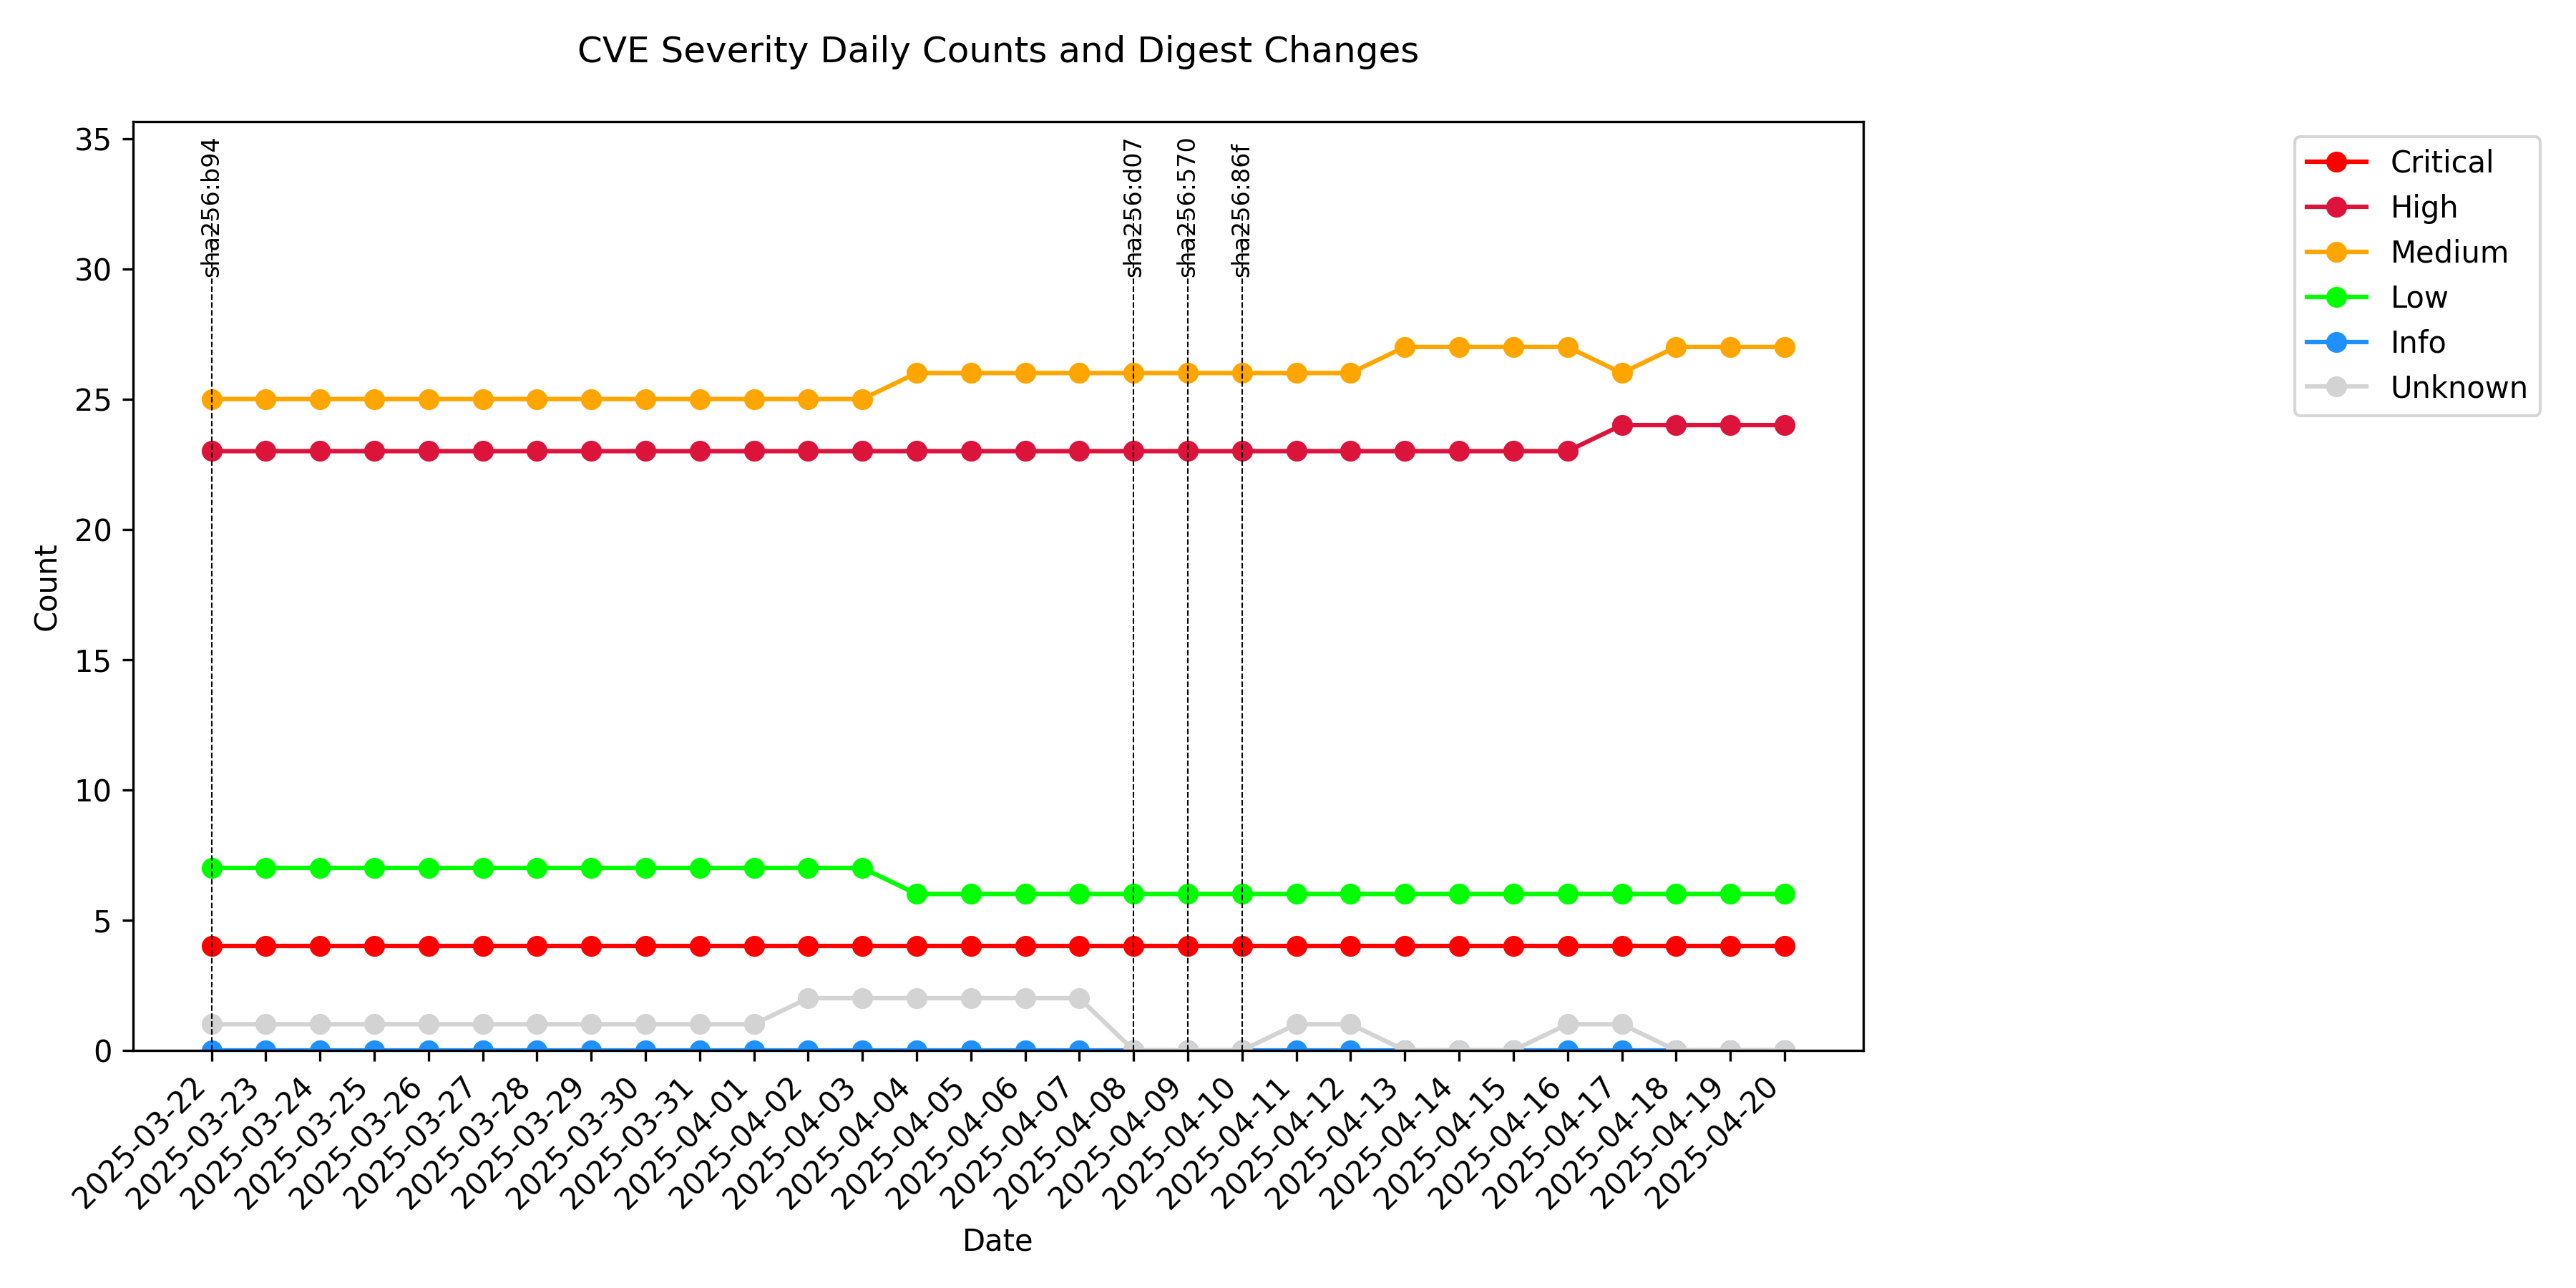 CVE Severity Daily Counts and Digest Changes
35
30
25
20
15
10
5
0
Count
sha256:b94
sha256:d07
sha256:570
sha256:86f
Critical
High
Medium
Low
Info
Unknown
2025-03-22
2025-03-23
2025-03-24
2025-03-25
2025-03-26
2025-03-27
2025-03-28
2025-03-29
2025-03-30
2025-03-31
2025-04-01
2025-04-02
2025-04-03
2025-04-04
2025-04-05
2025-04-06
2025-04-07
2025-04-08
2025-04-09
2025-04-10
2025-04-11
2025-04-12
2025-04-13
2025-04-14
2025-04-15
2025-04-16
2025-04-17
2025-04-18
2025-04-19
2025-04-20
Date